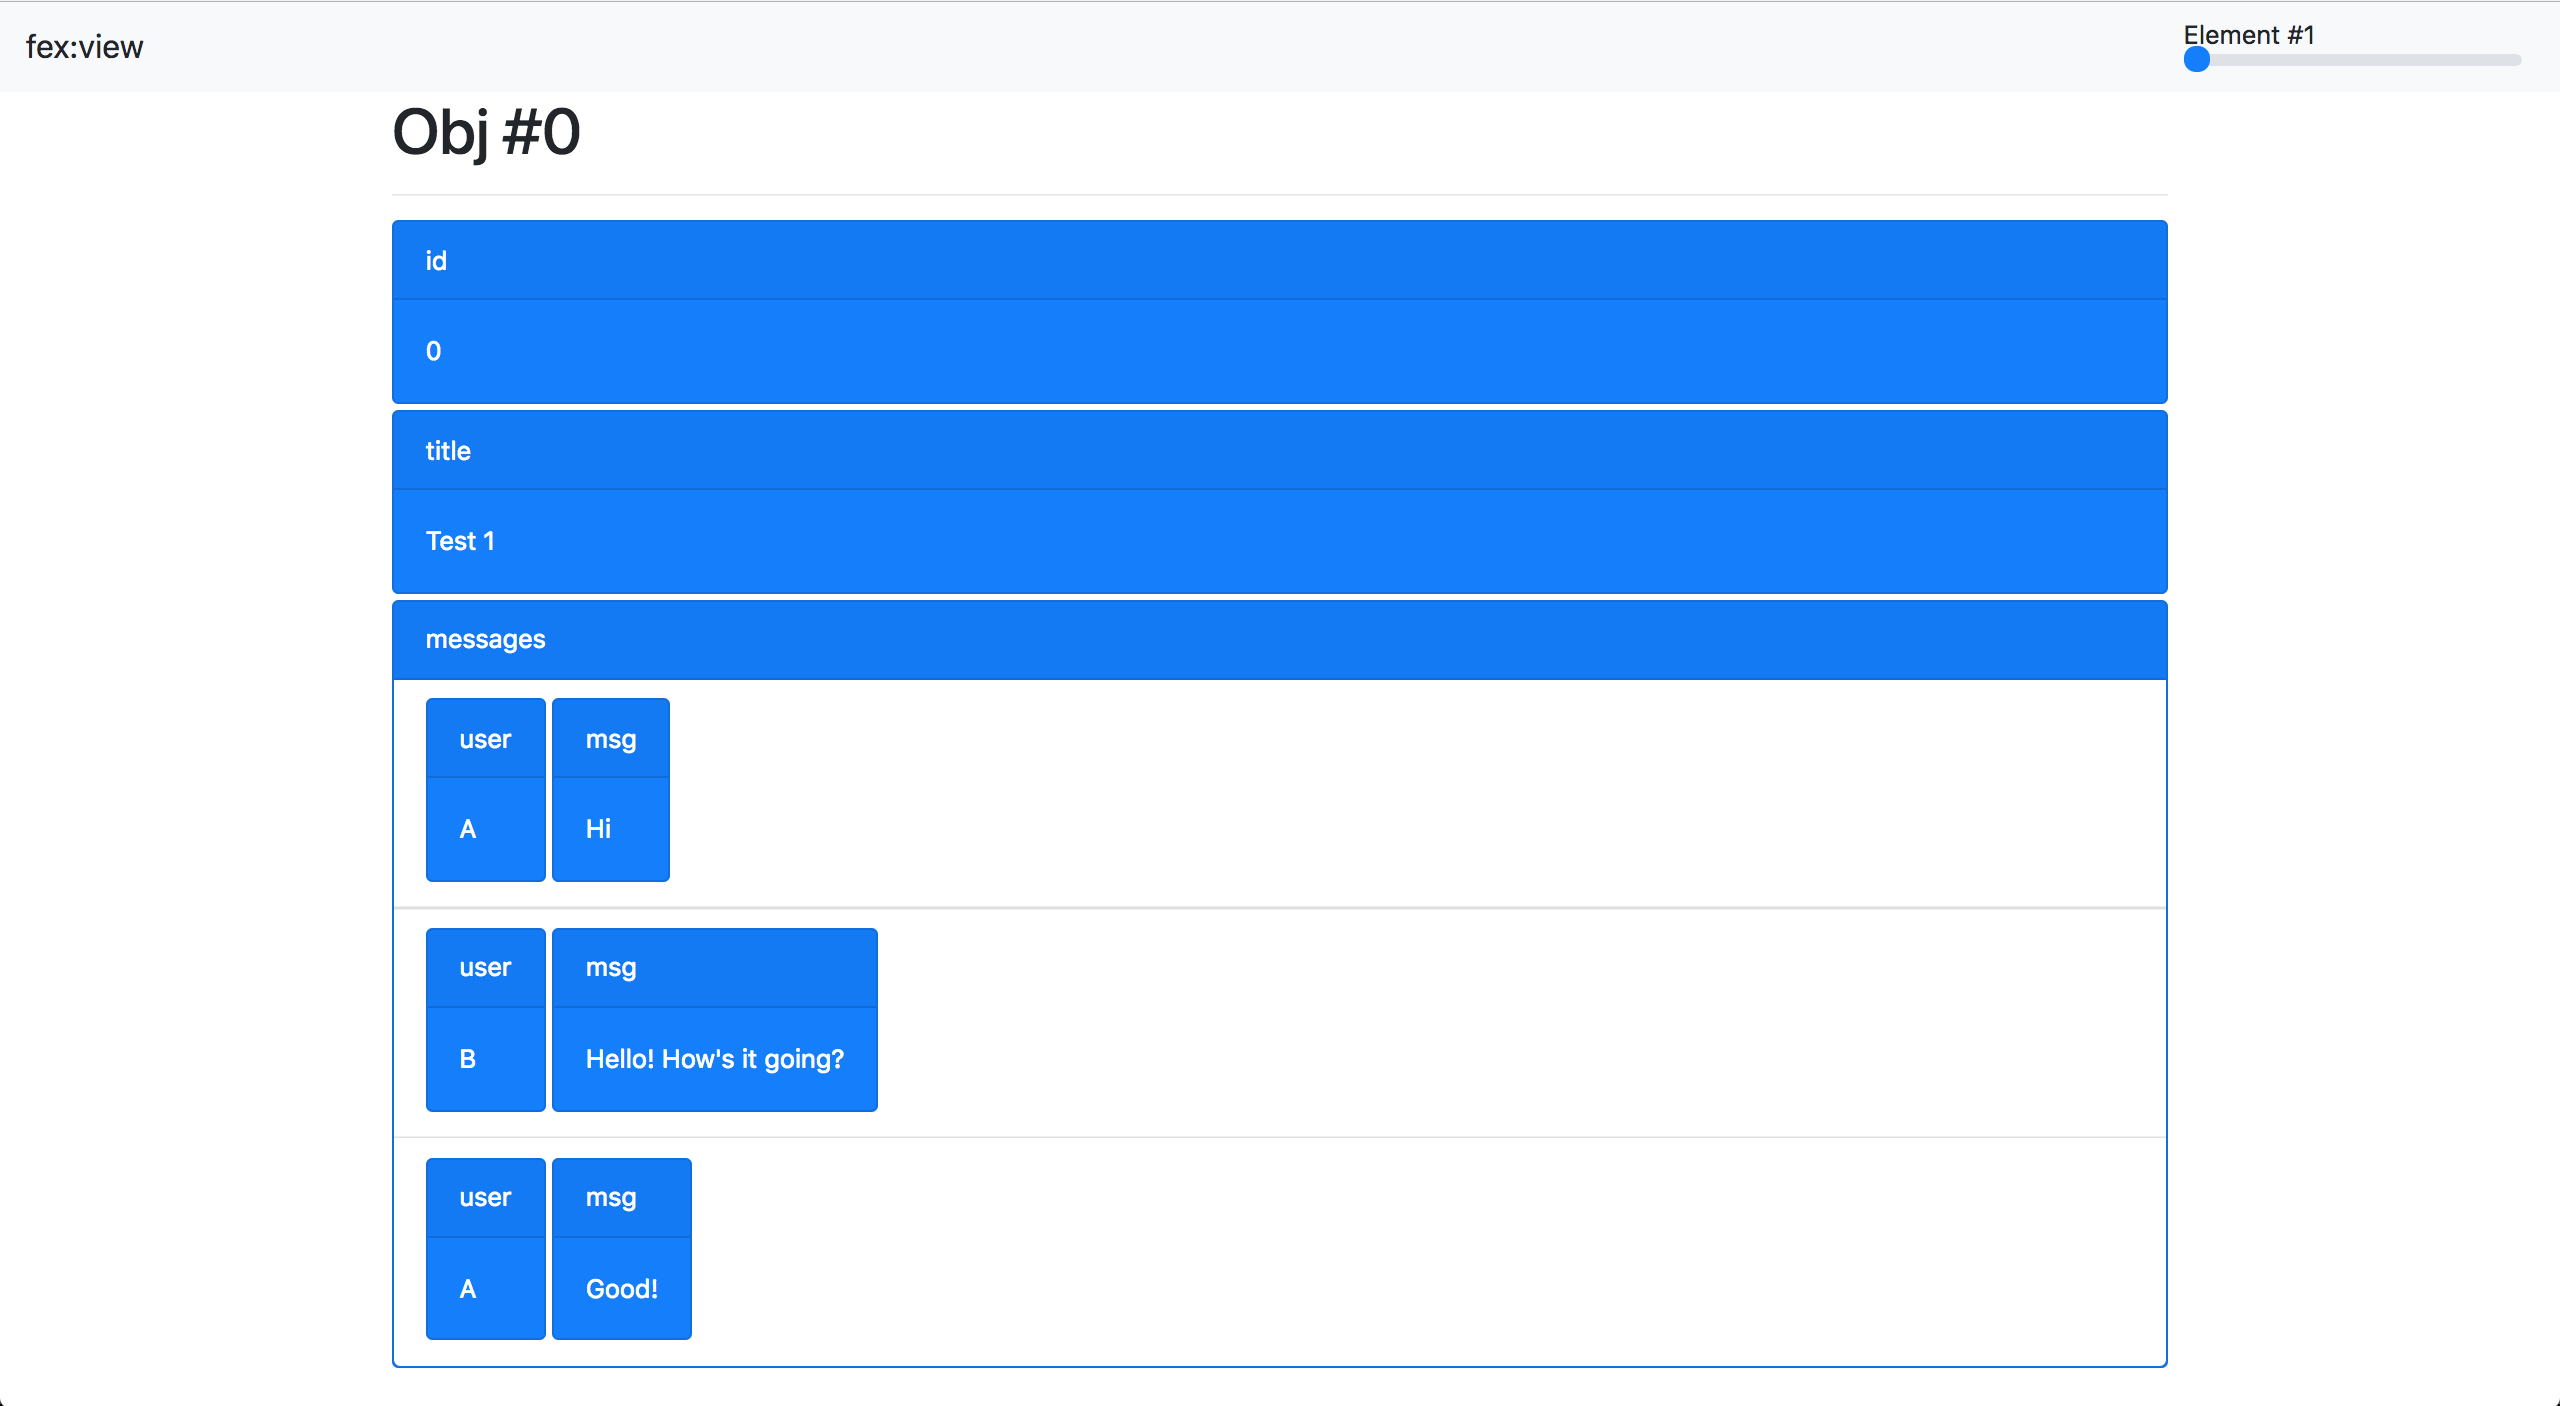 fex:view
Element #1
Obj #0
id
0
title
Test 1
messages
user msg
A Hi
user msg
B Hello! How's it going?
user msg
A Good!